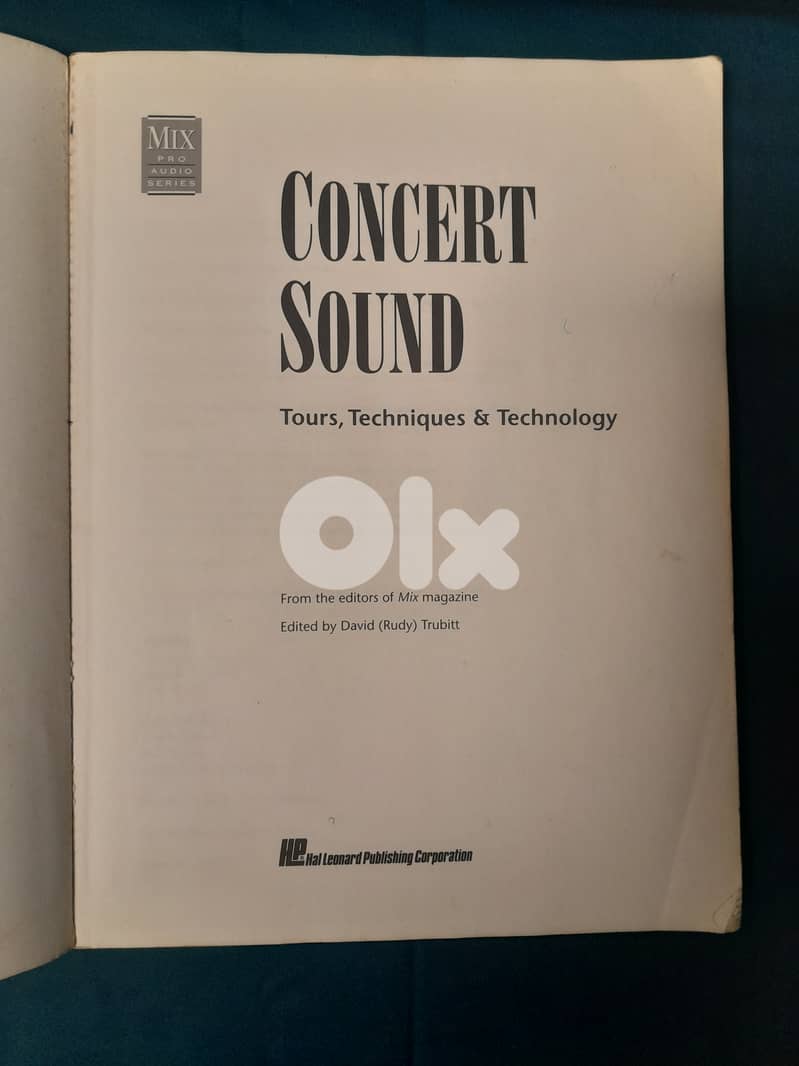 MIX
PRO
AUDIO
SERIES
CONCERT
SOUND
Tours, Techniques & Technology
Olx
From the editors of Mix magazine
Edited by David (Rudy) Trubitt
HL Hal Leonard Publishing Corporation